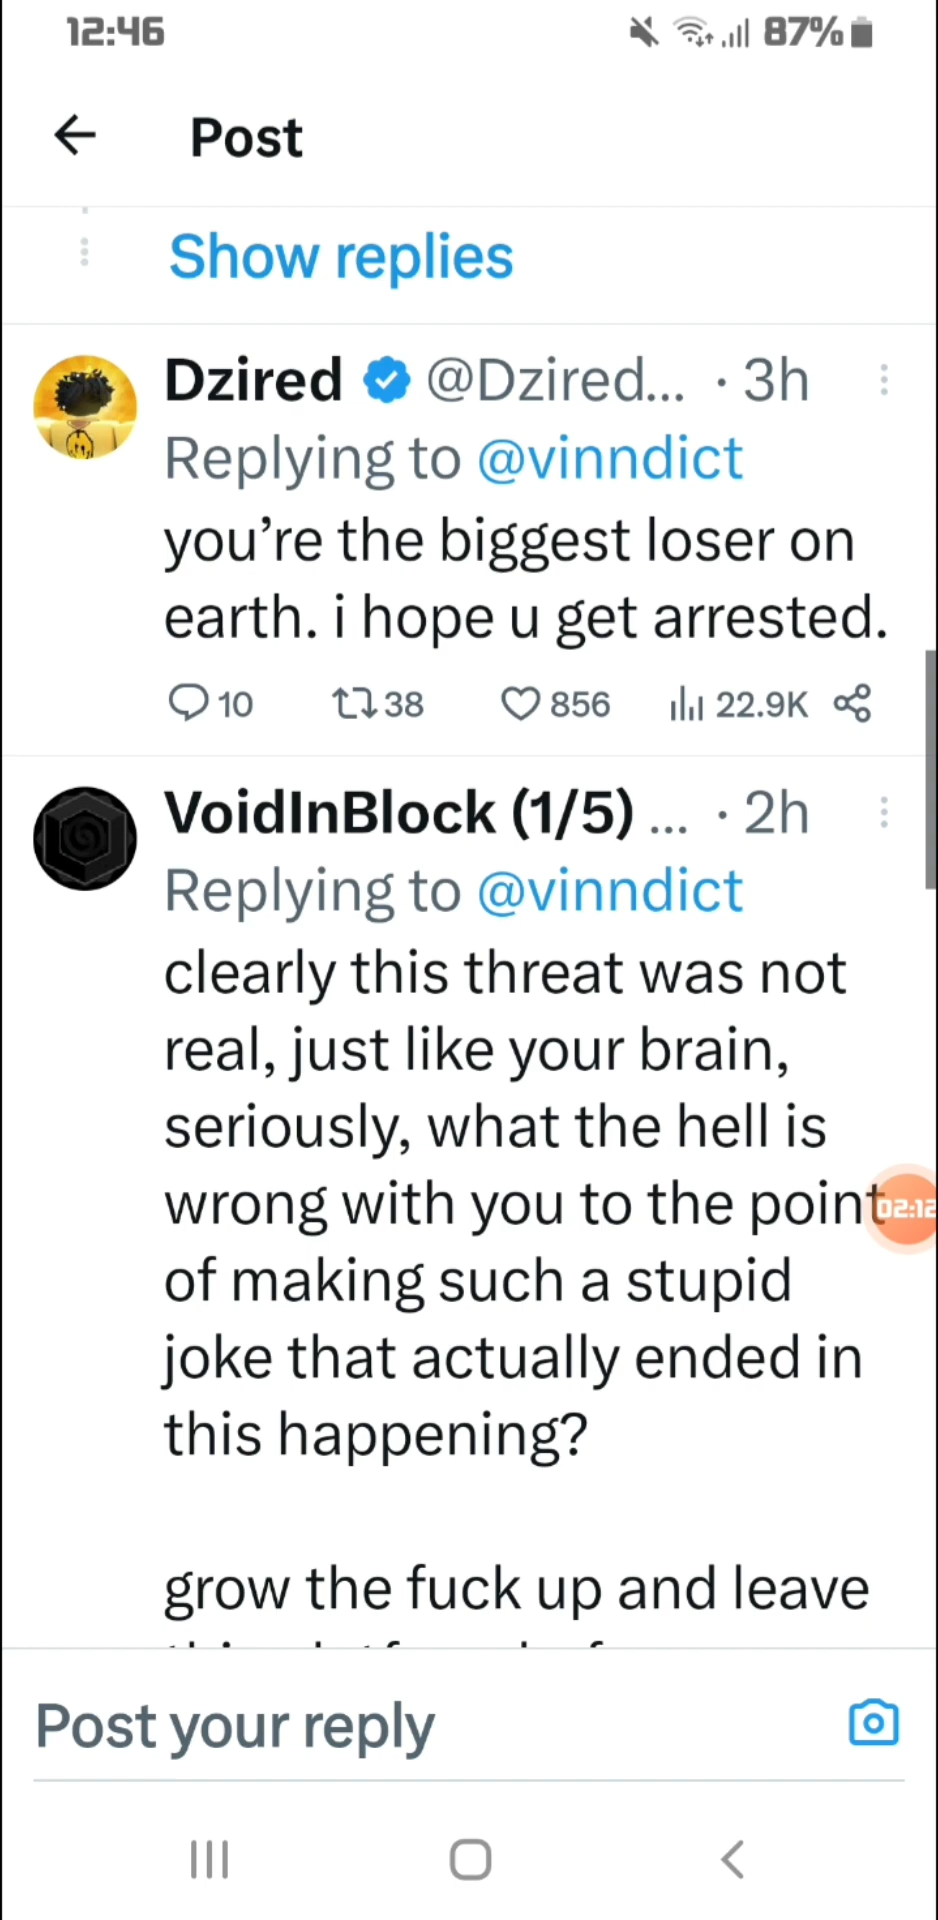 12:46
87%
Post
Show replies
Dzired @Dzired... · 3h
Replying to @vinndict
you’re the biggest loser on
earth. i hope u get arrested.
10 38 856 22.9K
VoidInBlock (1/5) ... · 2h
Replying to @vinndict
clearly this threat was not
real, just like your brain,
seriously, what the hell is
wrong with you to the point
02:12
of making such a stupid
joke that actually ended in
this happening?
grow the fuck up and leave
Post your reply